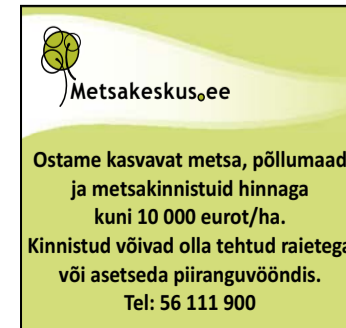 Metsakeskus.ee
Ostame kasvavat metsa, põllumaad
ja metsakinnistuid hinnaga
kuni 10 000 eurot/ha.
Kinnistud võivad olla tehtud raietega
või asetseda piiranguvööndis.
Tel: 56 111 900